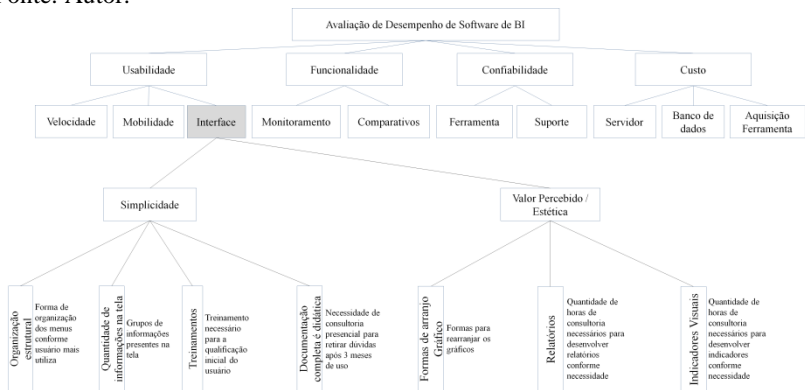 Fonte: Autor.
Avaliação de Desempenho de Software de BI
Usabilidade
Funcionalidade
Confiabilidade
Custo
Velocidade
Mobilidade
Interface
Monitoramento
Comparativos
Ferramenta
Suporte
Servidor
Banco de
dados
Aquisição
Ferramenta
Simplicidade
Valor Percebido /
Estética
Organização
estrutural
Forma de
organização
dos menus
conforme
usuário mais
utiliza
Quantidade de
informações na tela
Grupos de
informações
presentes na
tela
Treinamentos
Treinamento
necessário
para a
qualificação
inicial do
usuário
Documentação
completa e didática
Necessidade de
consultoria
presencial para
retirar dúvidas
após 3 meses
de uso
Formas de arranjo
Gráfico
Formas para
rearranjar os
gráficos
Relatórios
Quantidade de
horas de
consultoria
necessários para
desenvolver
relatórios
conforme
necessidade
Indicadores Visuais
Quantidade de
horas de
consultoria
necessários para
desenvolver
indicadores
conforme
necessidade